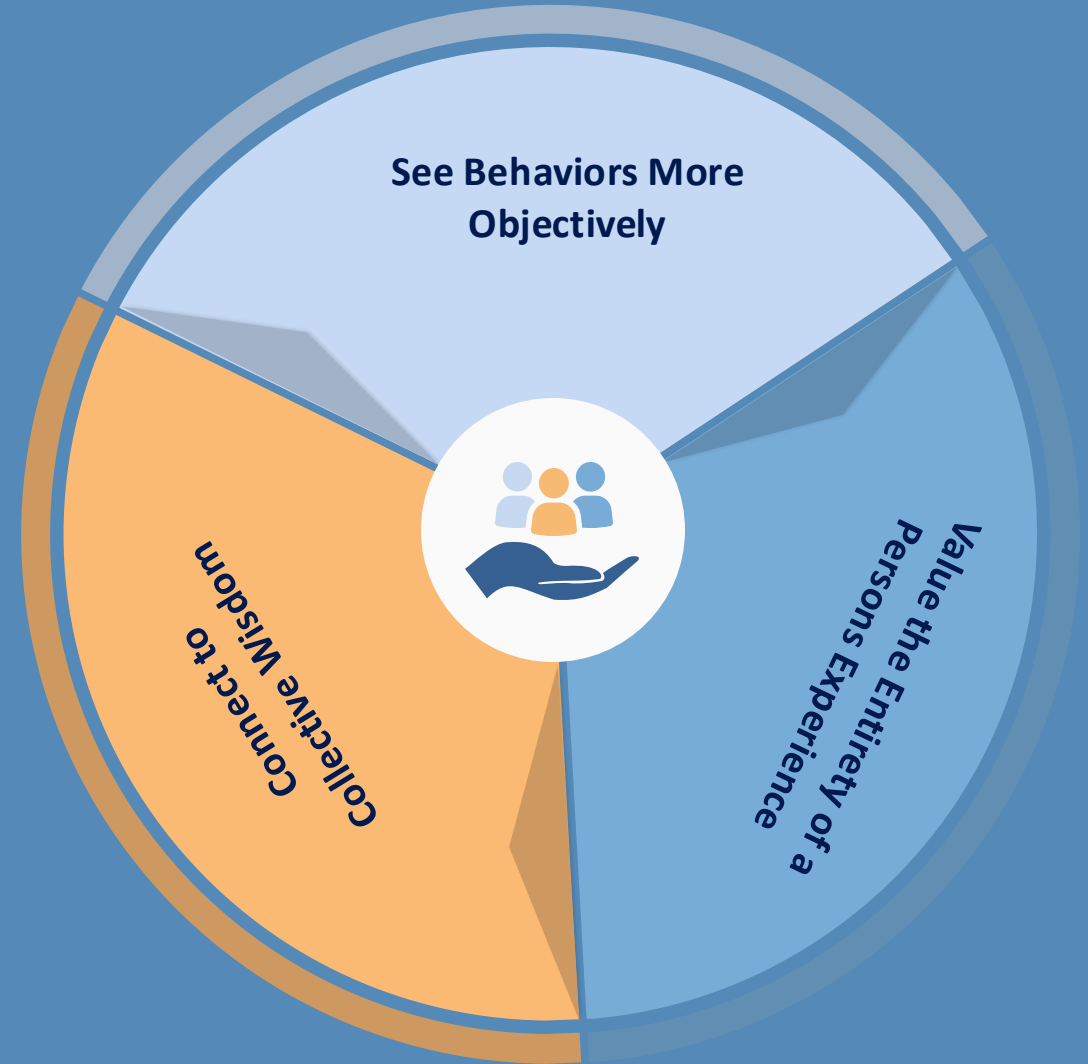 See Behaviors More
Objectively
Value the Entirety of a
Persons Experience
Connect to
Collective Wisdom